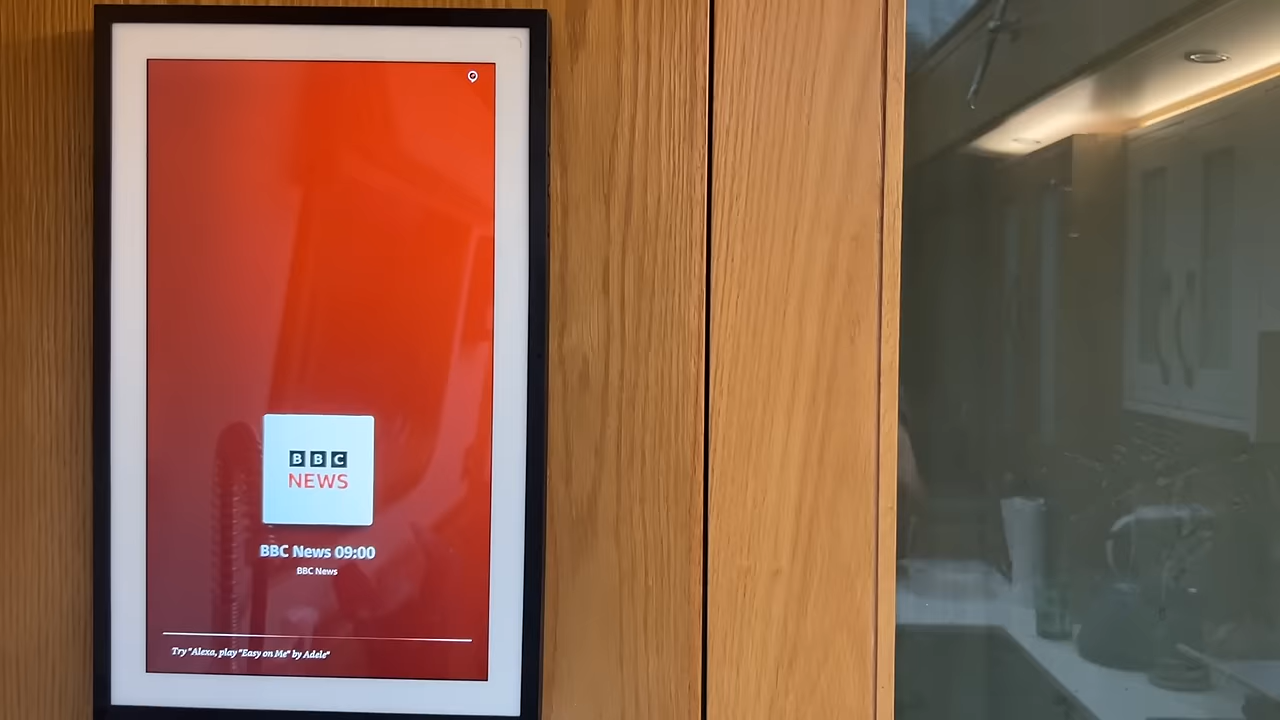 BBC
NEWS
BBC News 09:00
BBC News
Try "Alexa, play "Easy on Me" by Adele"